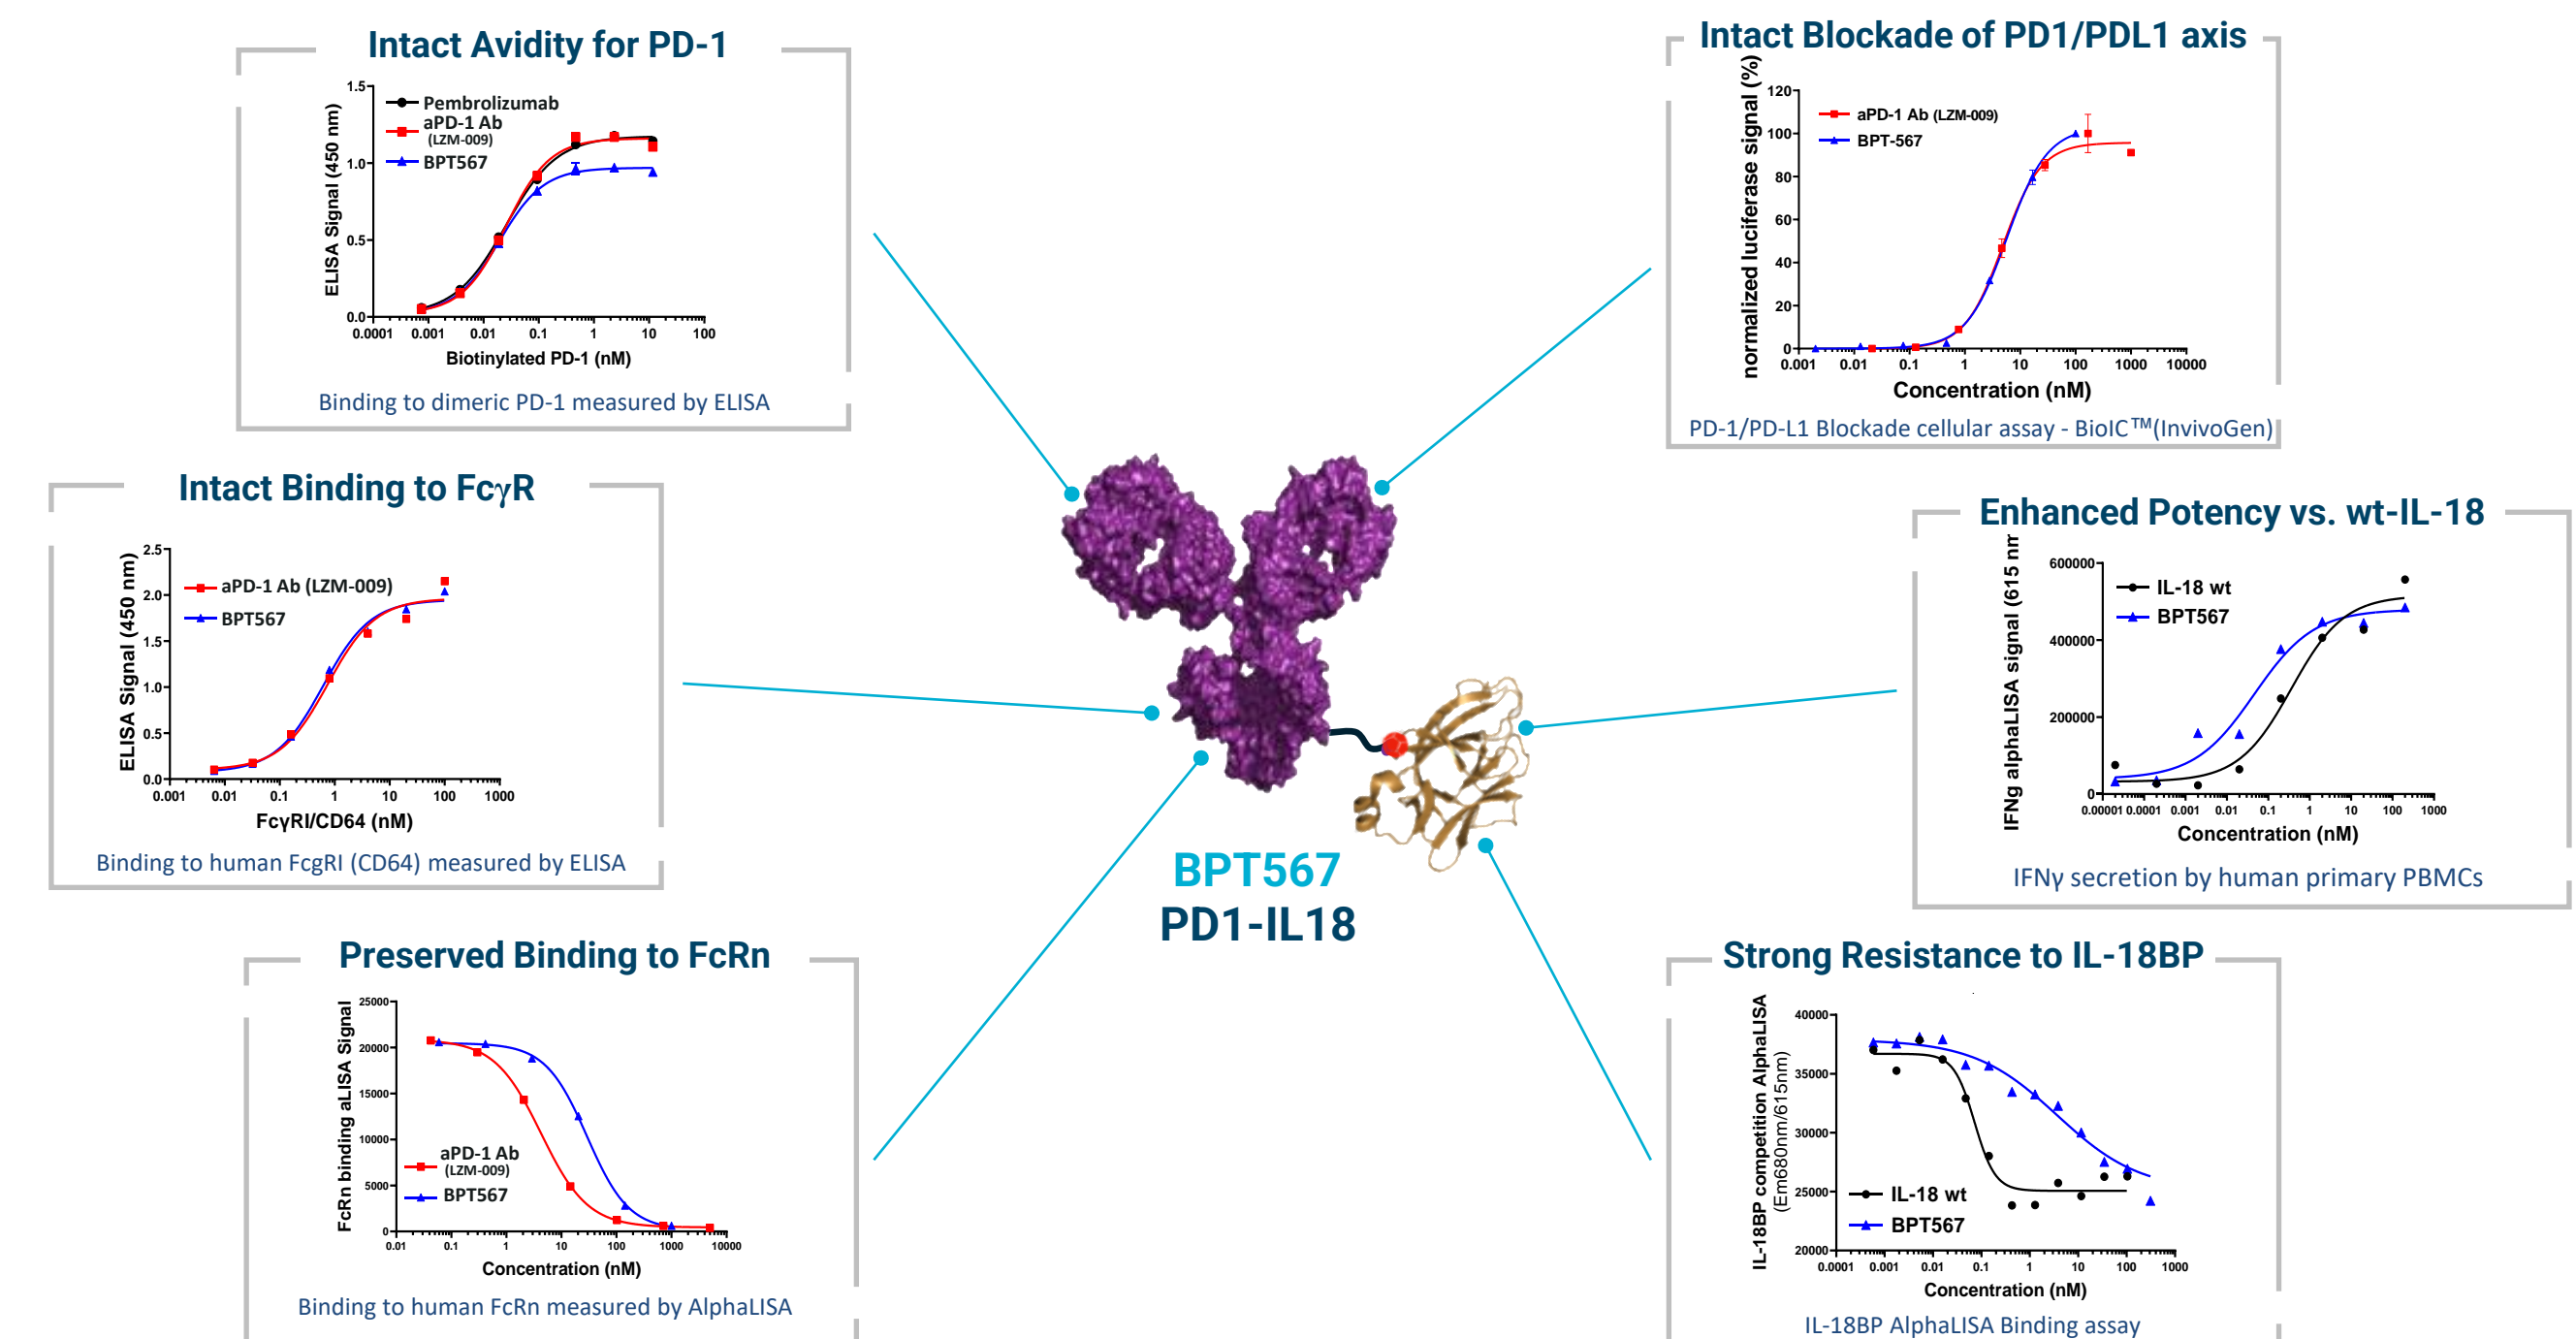 Intact Avidity for PD-1
ELISA Signal (450 nm)
1.5
1.0
0.5
0.0
Pembrolizumab
aPD-1 Ab
(LZM-009)
BPT567
0.0001 0.001 0.01 0.1 1 10 100
Biotinylated PD-1 (nM)
Binding to dimeric PD-1 measured by ELISA
Intact Blockade of PD1/PDL1 axis
normalized luciferase signal (%)
120
100
80
60
40
20
0
aPD-1 Ab (LZM-009)
BPT-567
0.001 0.01 0.1 1 10 100 1000 10000
Concentration (nM)
PD-1/PD-L1 Blockade cellular assay - BioIC™(InvivoGen)
Intact Binding to FcγR
ELISA Signal (450 nm)
2.5
2.0
1.5
1.0
0.5
0.0
aPD-1 Ab (LZM-009)
BPT567
0.001 0.01 0.1 1 10 100 1000
FcγRI/CD64 (nM)
Binding to human FcgRI (CD64) measured by ELISA
Enhanced Potency vs. wt-IL-18
IFNg alphaLISA signal (615 nm
600000
400000
200000
0
IL-18 wt
BPT567
0.00001 0.0001 0.001 0.01 0.1 1 10 100 1000
Concentration (nM)
IFNγ secretion by human primary PBMCs
BPT567
PD1-IL18
Preserved Binding to FcRn
FcRn binding aLISA Signal
25000
20000
15000
10000
5000
0
aPD-1 Ab
(LZM-009)
BPT567
0.01 0.1 1 10 100 1000 10000
Concentration (nM)
Binding to human FcRn measured by AlphaLISA
Strong Resistance to IL-18BP
IL-18BP competition AlphaLISA
(Em680nm/615nm)
40000
35000
30000
25000
20000
IL-18 wt
BPT567
0.0001 0.001 0.01 0.1 1 10 100 1000
Concentration (nM)
IL-18BP AlphaLISA Binding assay